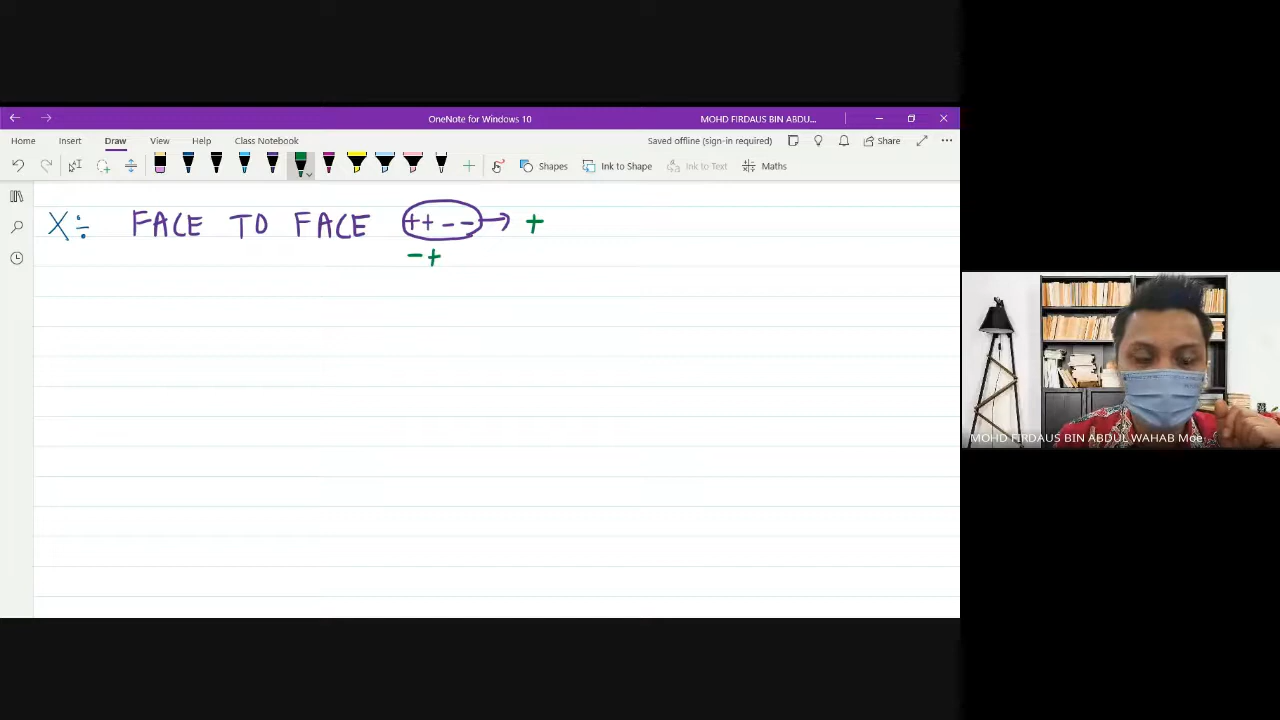 OneNote for Windows 10
MOHD FIRDAUS BIN ABDU...
Home Insert Draw View Help Class Notebook
Saved offline (sign-in required)
Share
Shapes Ink to Shape Ink to Text Maths
X÷ FACE TO FACE ++ -- → +
-+
MOHD FIRDAUS BIN ABDUL WAHAB Moe